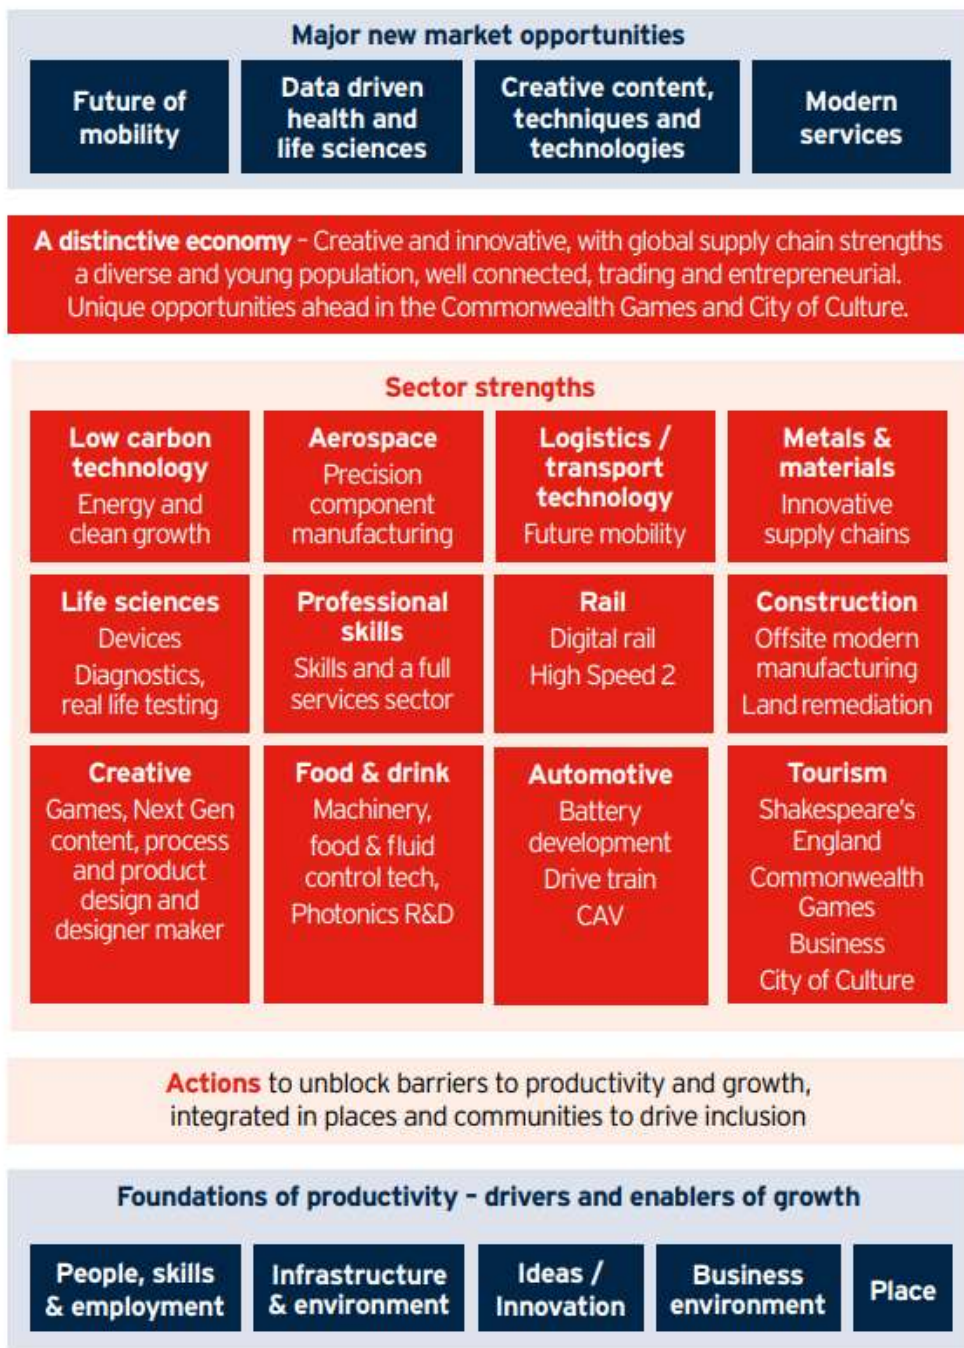 Major new market opportunities
Future of
mobility
Data driven
health and
life sciences
Creative content,
techniques and
technologies
Modern
services
A distinctive economy – Creative and innovative, with global supply chain strengths
a diverse and young population, well connected, trading and entrepreneurial.
Unique opportunities ahead in the Commonwealth Games and City of Culture.
Sector strengths
Low carbon
technology
Energy and
clean growth
Aerospace
Precision
component
manufacturing
Logistics /
transport
technology
Future mobility
Metals &
materials
Innovative
supply chains
Life sciences
Devices
Diagnostics,
real life testing
Professional
skills
Skills and a full
services sector
Rail
Digital rail
High Speed 2
Construction
Offsite modern
manufacturing
Land remediation
Creative
Games, Next Gen
content, process
and product
design and
designer maker
Food & drink
Machinery,
food & fluid
control tech,
Photonics R&D
Automotive
Battery
development
Drive train
CAV
Tourism
Shakespeare's
England
Commonwealth
Games
Business
City of Culture
Actions to unblock barriers to productivity and growth,
integrated in places and communities to drive inclusion
Foundations of productivity – drivers and enablers of growth
People, skills
& employment
Infrastructure
& environment
Ideas /
Innovation
Business
environment
Place